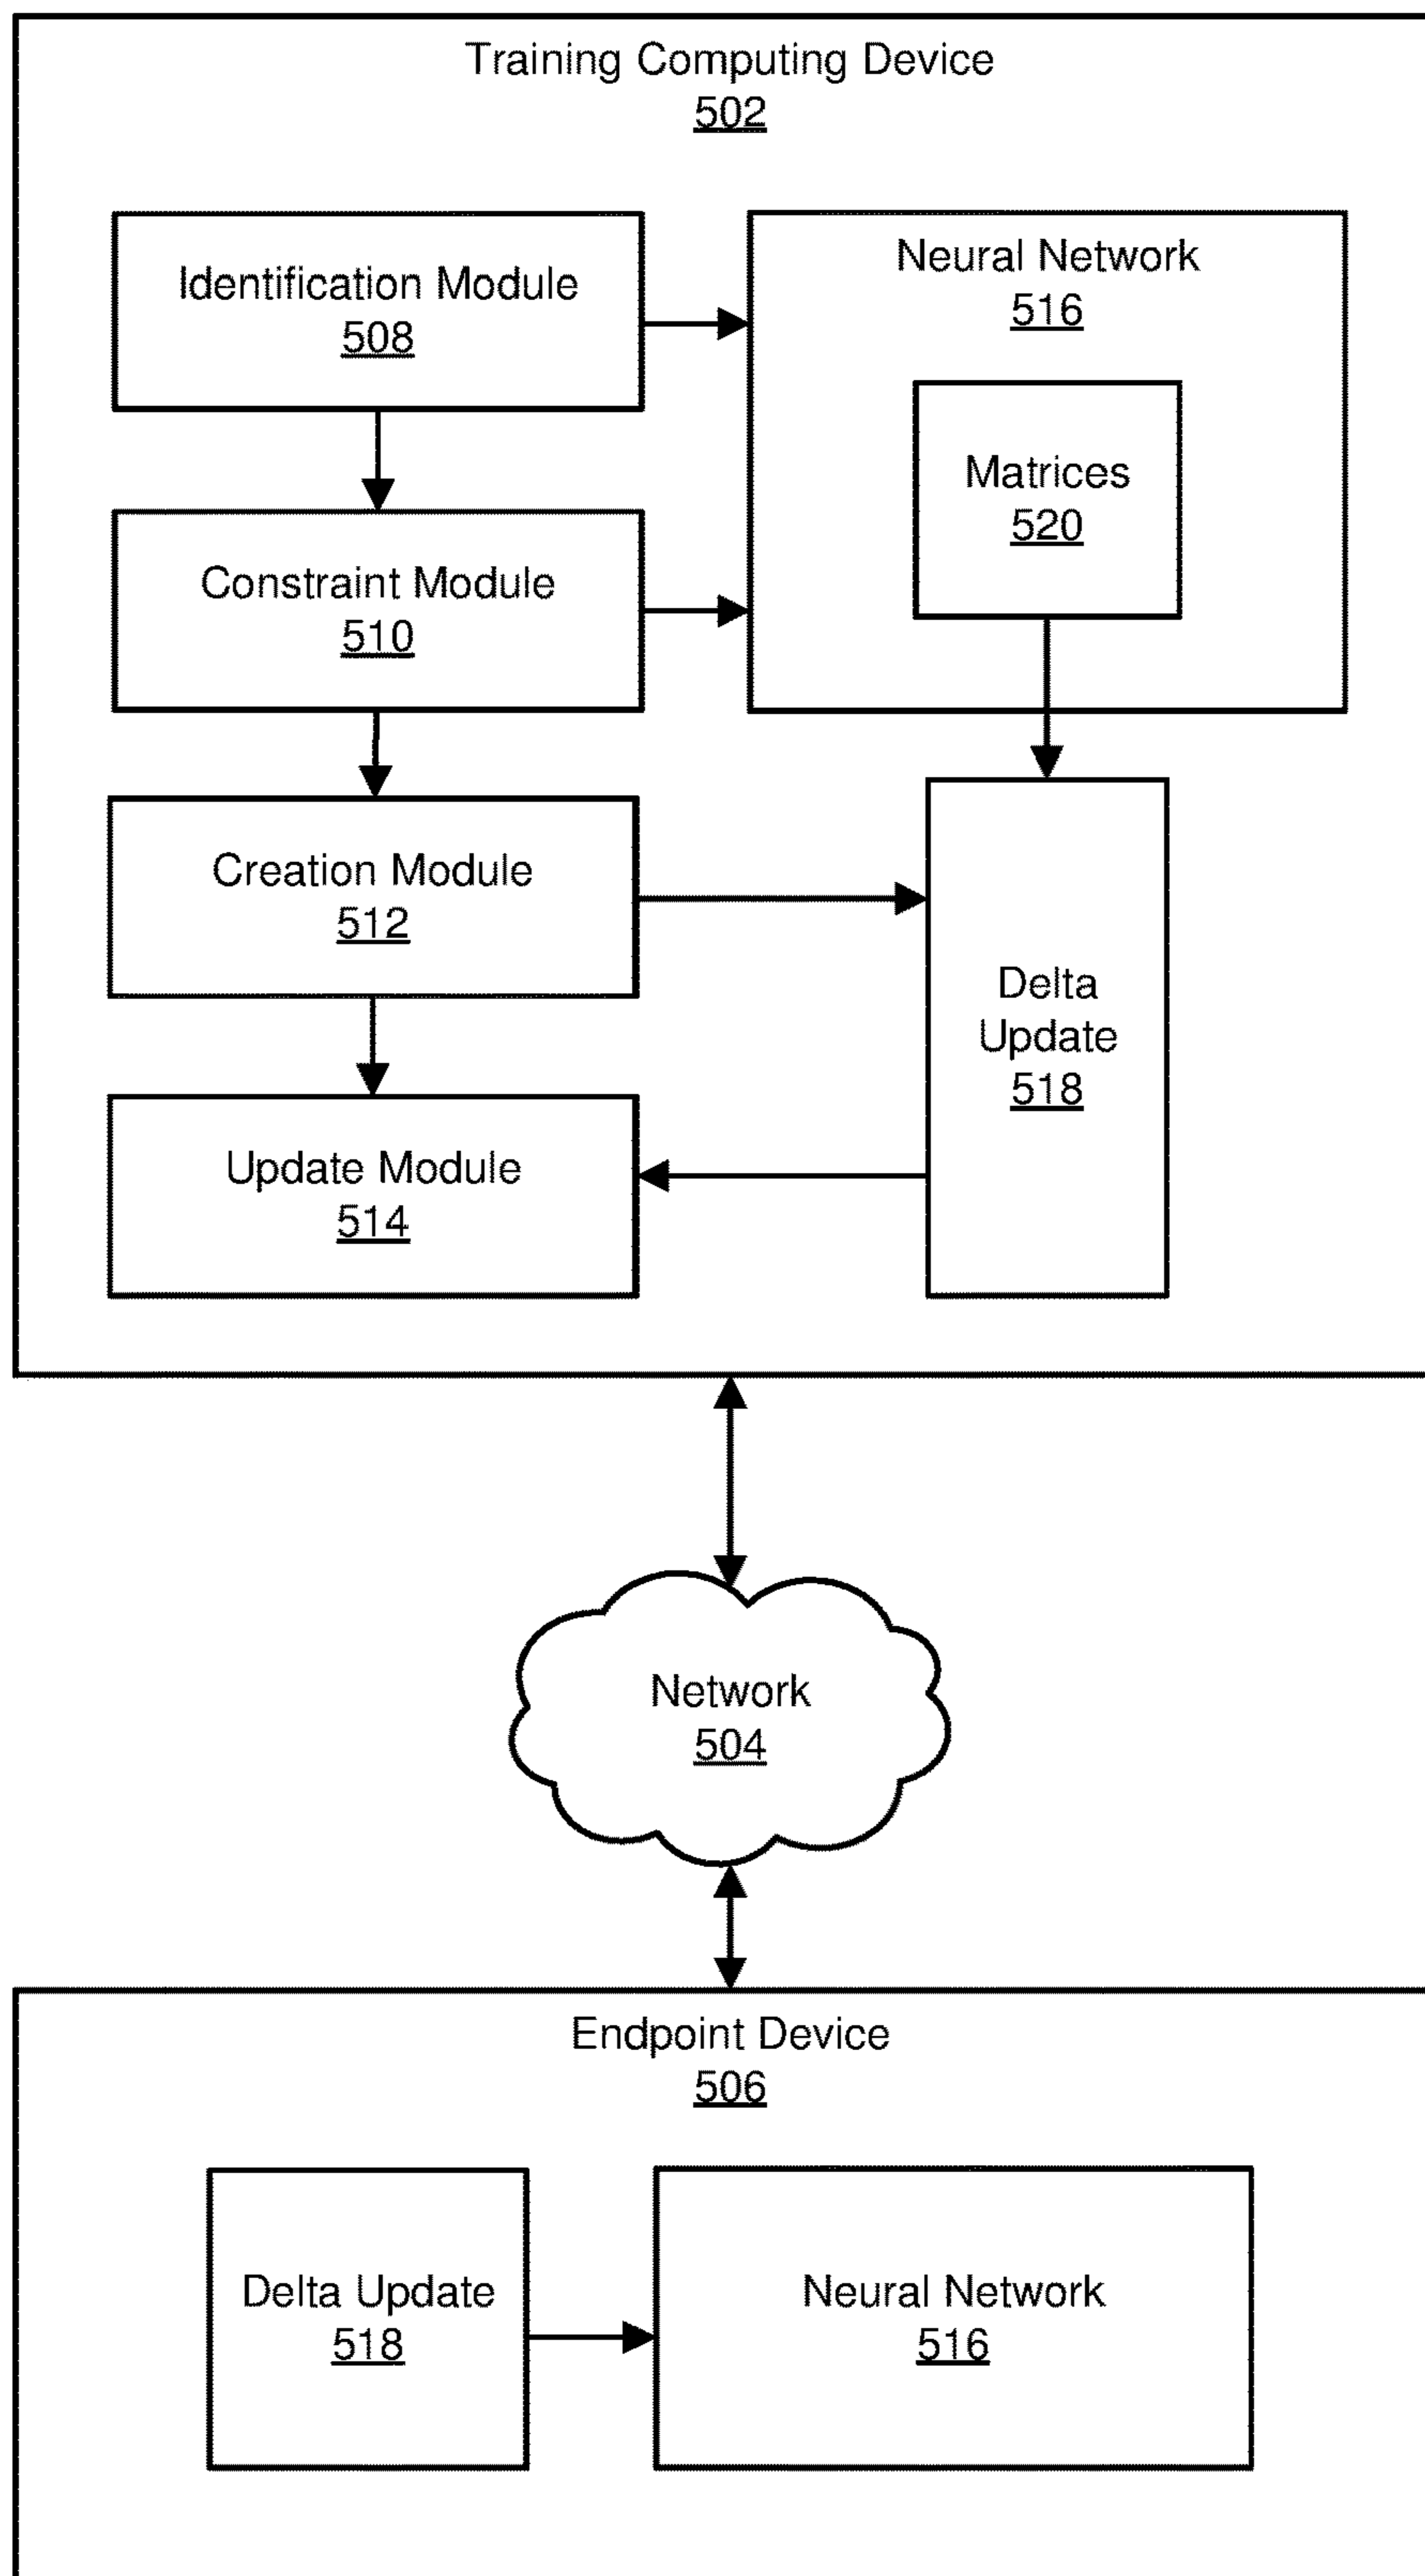 Training Computing Device
502
Identification Module
508
Neural Network
516
Matrices
520
Constraint Module
510
Creation Module
512
Delta
Update
518
Update Module
514
Network
504
Endpoint Device
506
Delta Update
518
Neural Network
516